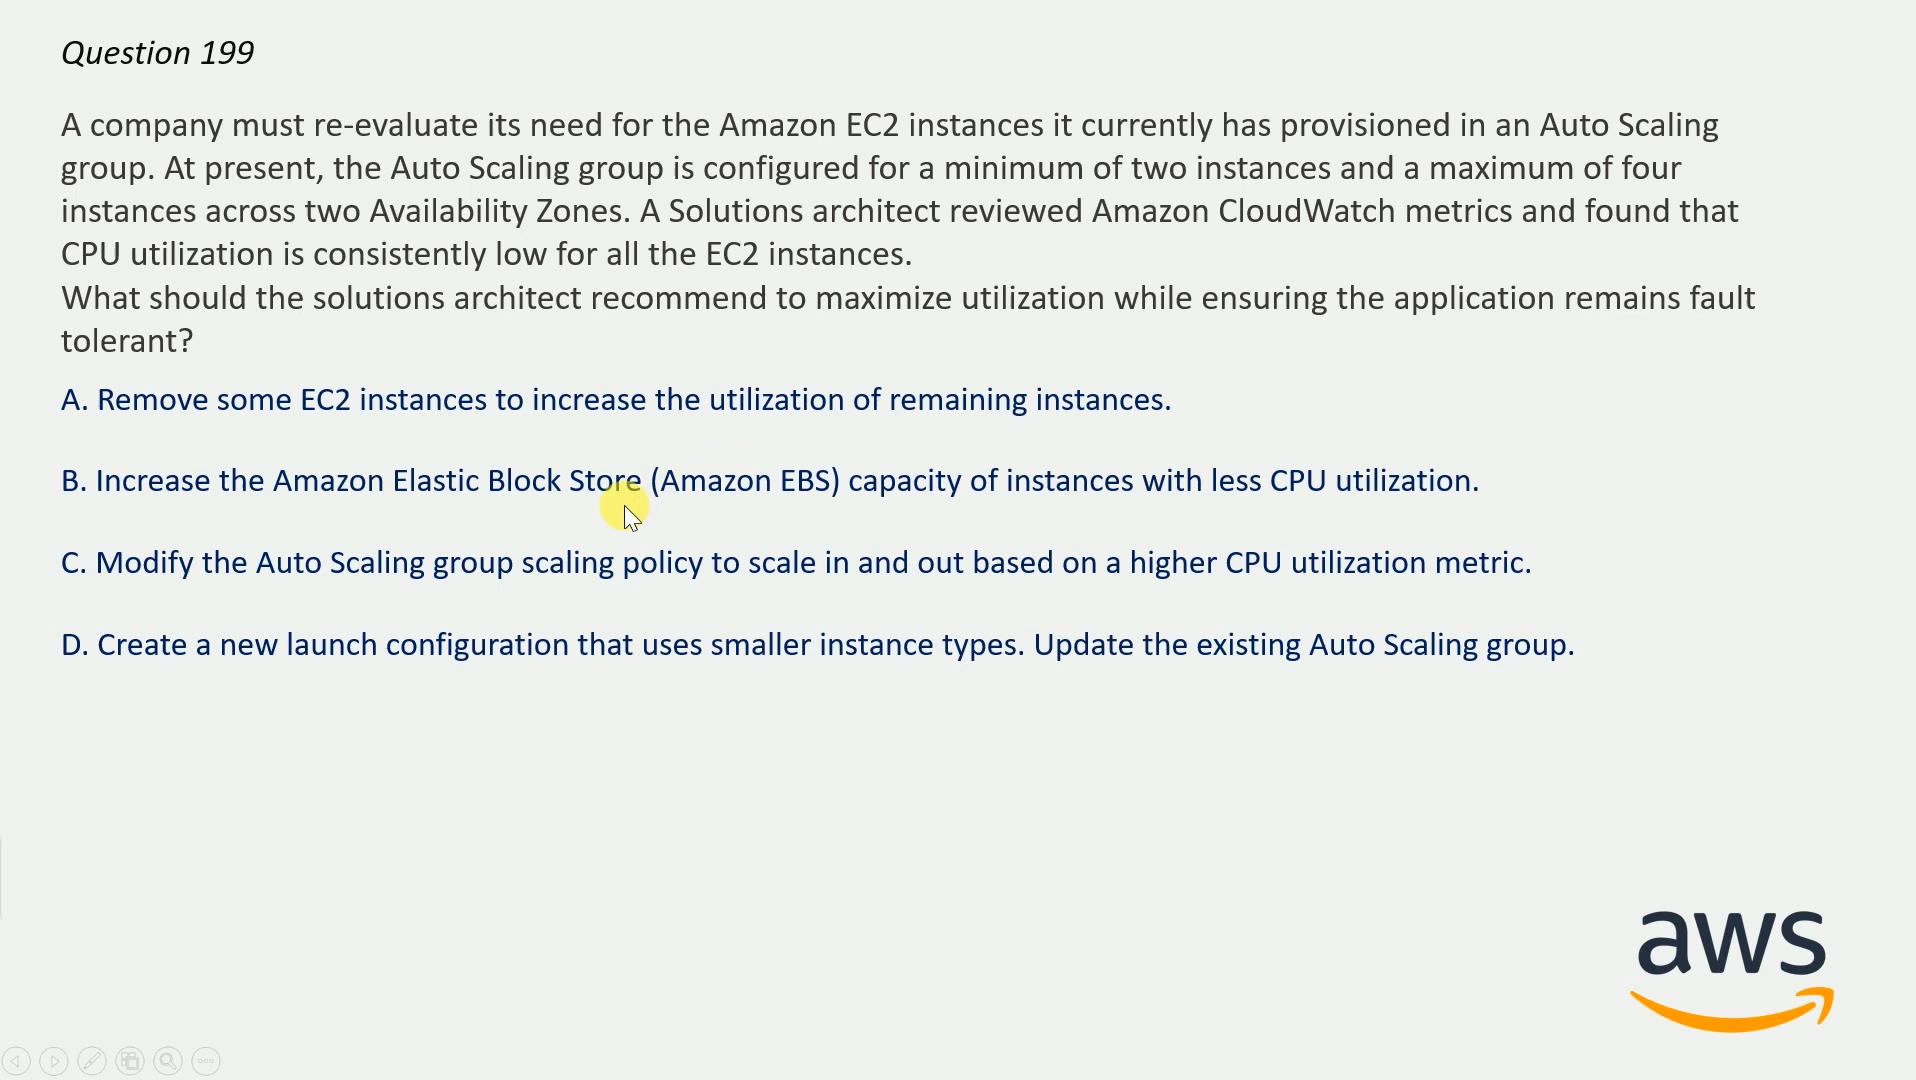 Question 199
A company must re-evaluate its need for the Amazon EC2 instances it currently has provisioned in an Auto Scaling
group. At present, the Auto Scaling group is configured for a minimum of two instances and a maximum of four
instances across two Availability Zones. A Solutions architect reviewed Amazon CloudWatch metrics and found that
CPU utilization is consistently low for all the EC2 instances.
What should the solutions architect recommend to maximize utilization while ensuring the application remains fault
tolerant?
A. Remove some EC2 instances to increase the utilization of remaining instances.
B. Increase the Amazon Elastic Block Store (Amazon EBS) capacity of instances with less CPU utilization.
C. Modify the Auto Scaling group scaling policy to scale in and out based on a higher CPU utilization metric.
D. Create a new launch configuration that uses smaller instance types. Update the existing Auto Scaling group.
aws